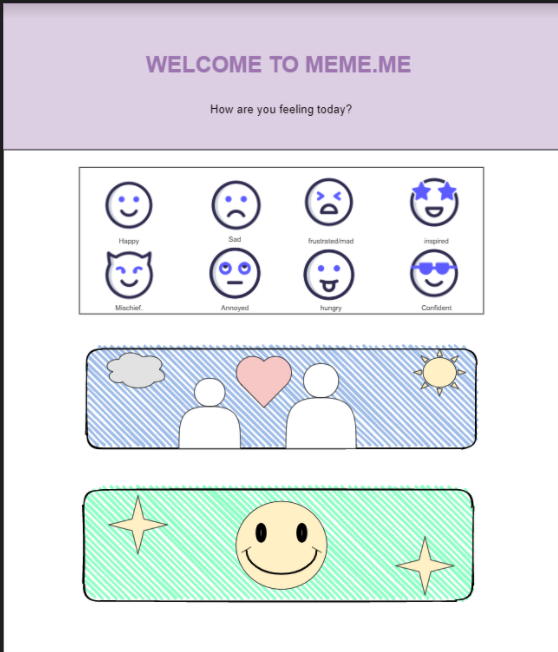 WELCOME TO MEME.ME
How are you feeling today?
Happy Sad frustrated/mad inspired
Mischief. Annoyed hungry Confident